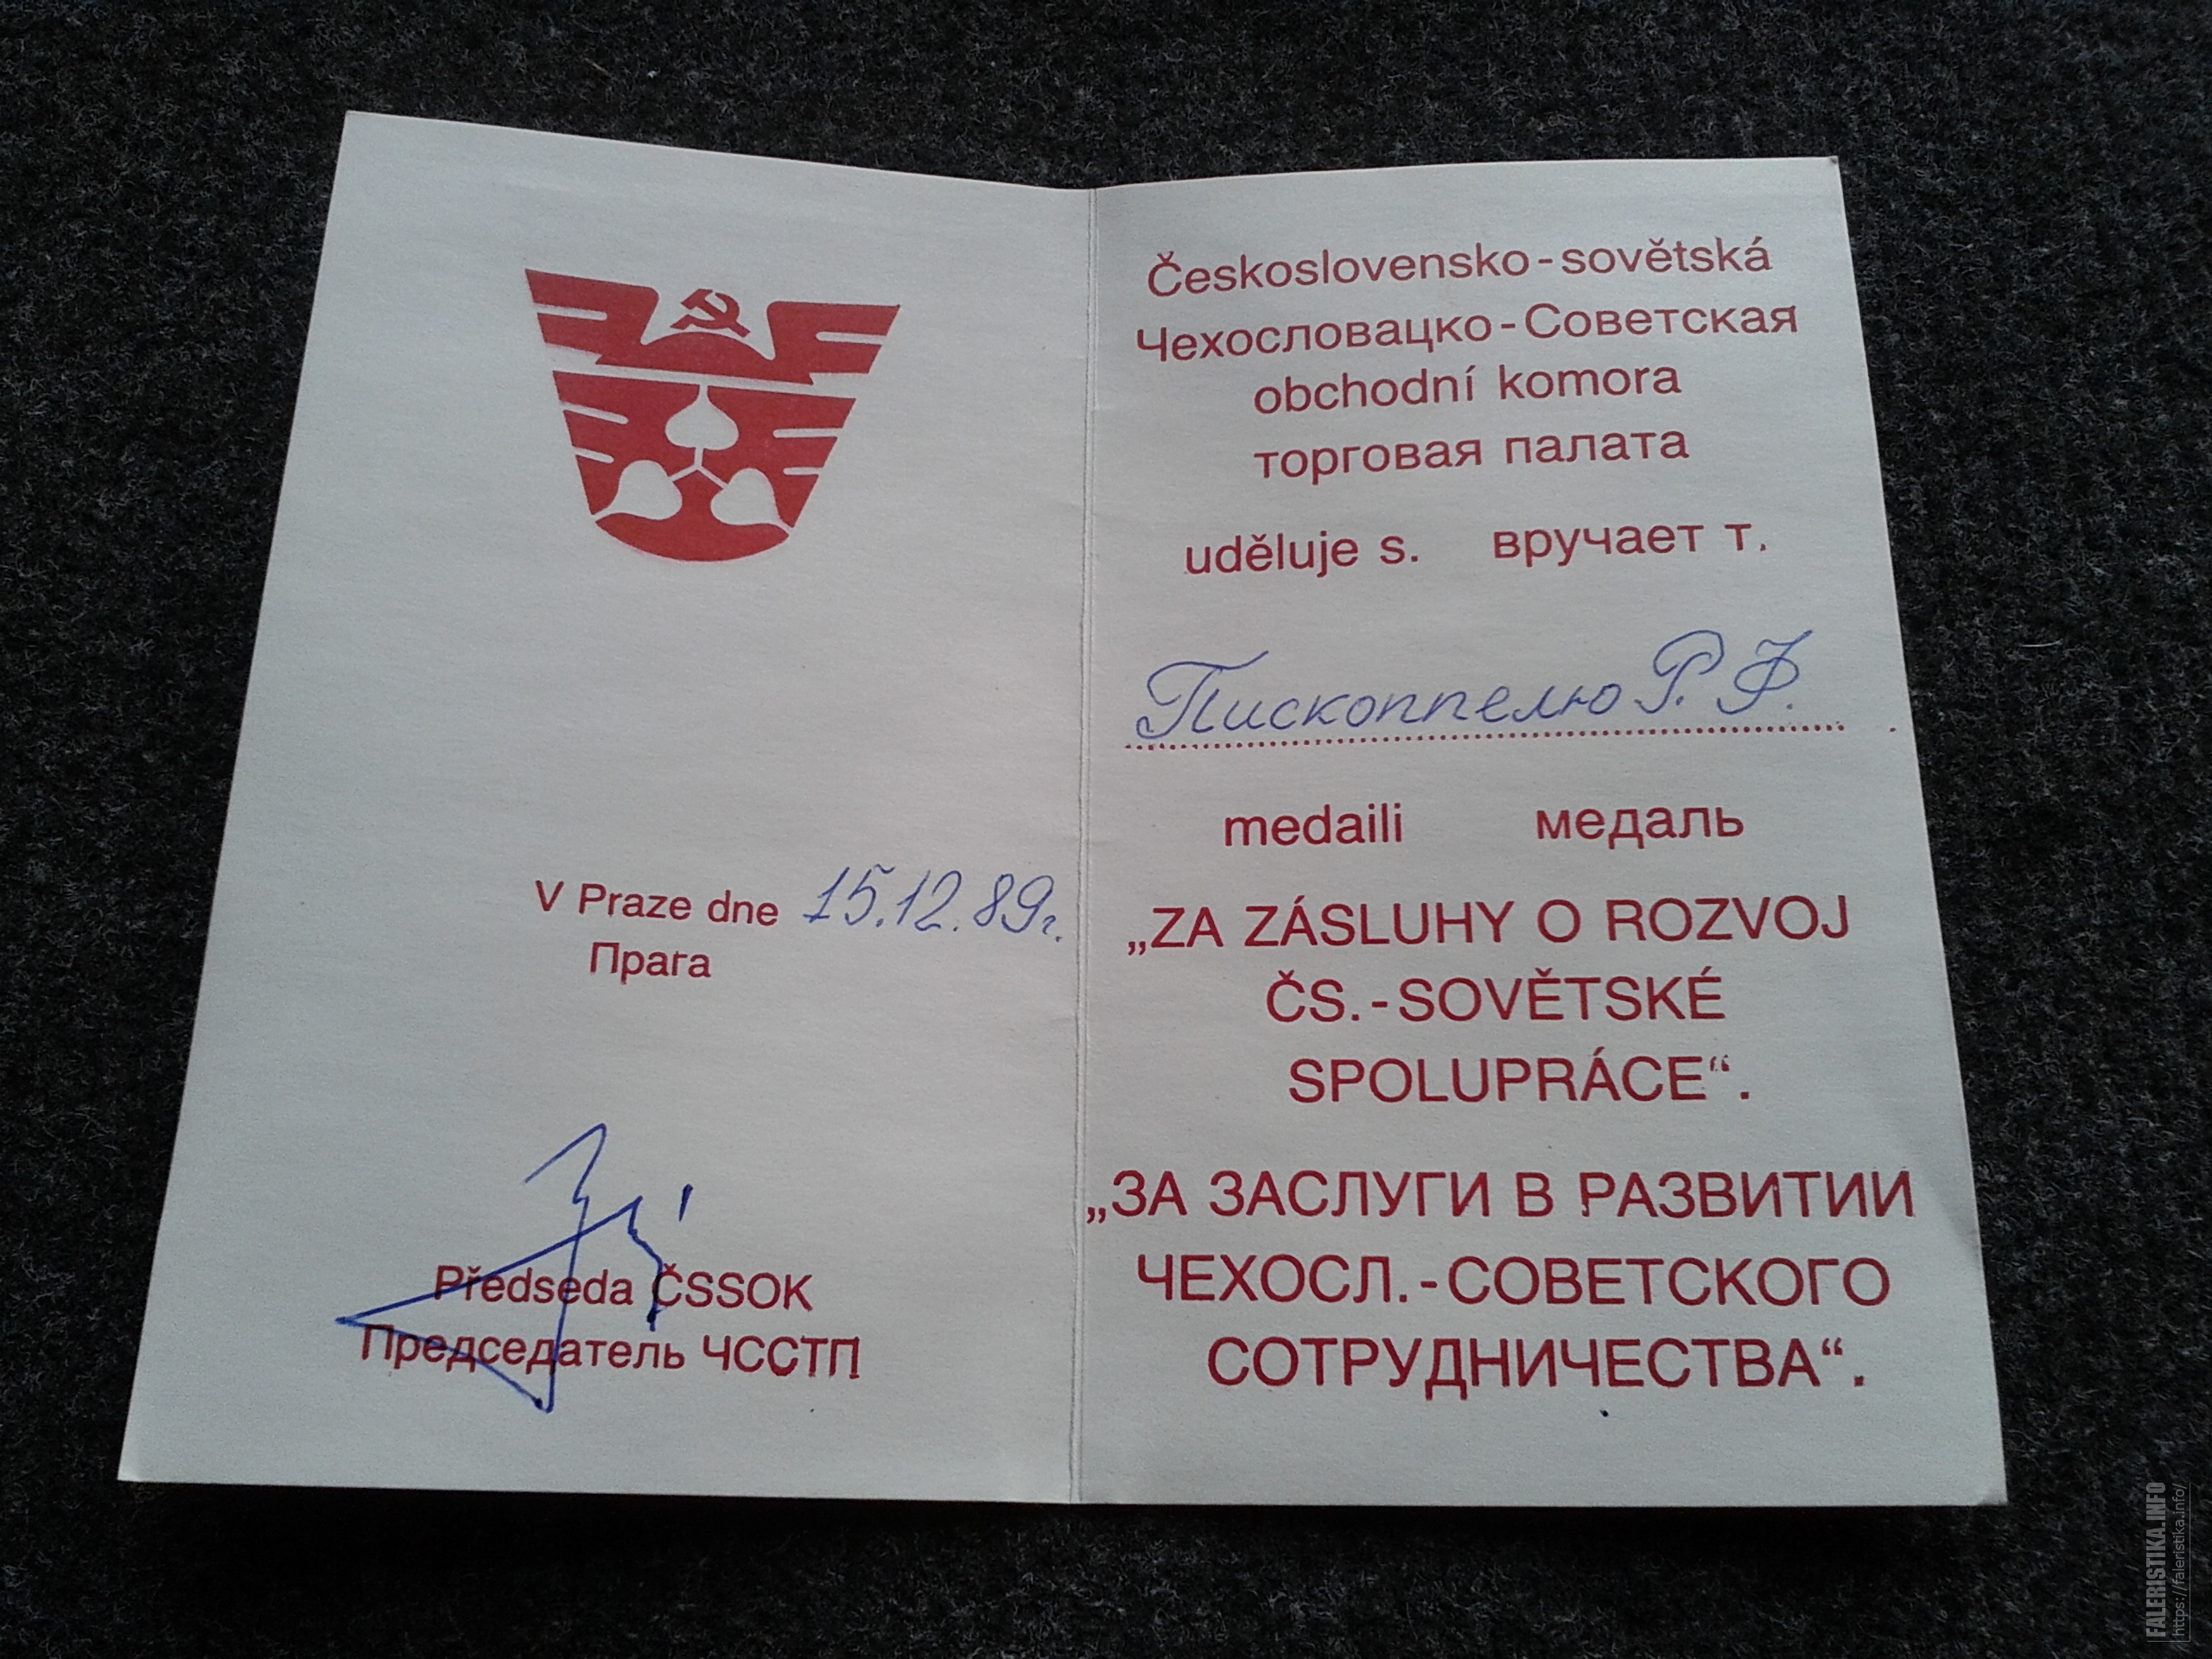 V Praze dne 15.12.89г.
Прага
Předseda ČSSOK
Председатель ЧССТП
Československo-sovětská
Чехословацко-Советская
obchodní komora
торговая палата
uděluje s. вручает т.
Пископпелю Р. Ф.
medaili медаль
„ZA ZÁSLUHY O ROZVOJ
ČS.-SOVĚTSKÉ
SPOLUPRÁCE“.
„ЗА ЗАСЛУГИ В РАЗВИТИИ
ЧЕХОСЛ.-СОВЕТСКОГО
СОТРУДНИЧЕСТВА“.
FALERISTIKA.INFO
https://faleristika.info/